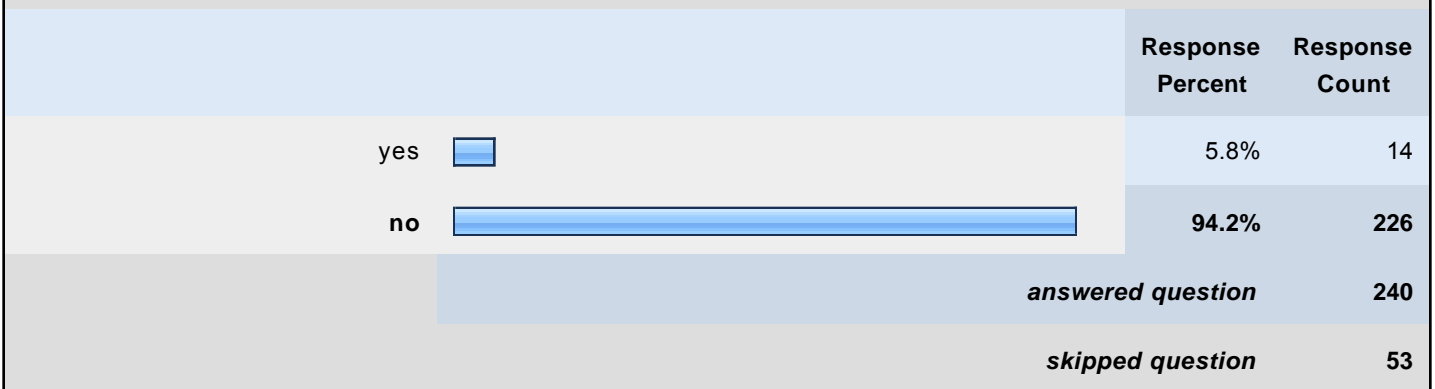 Response Response
Percent Count
yes 5.8% 14
no 94.2% 226
answered question 240
skipped question 53